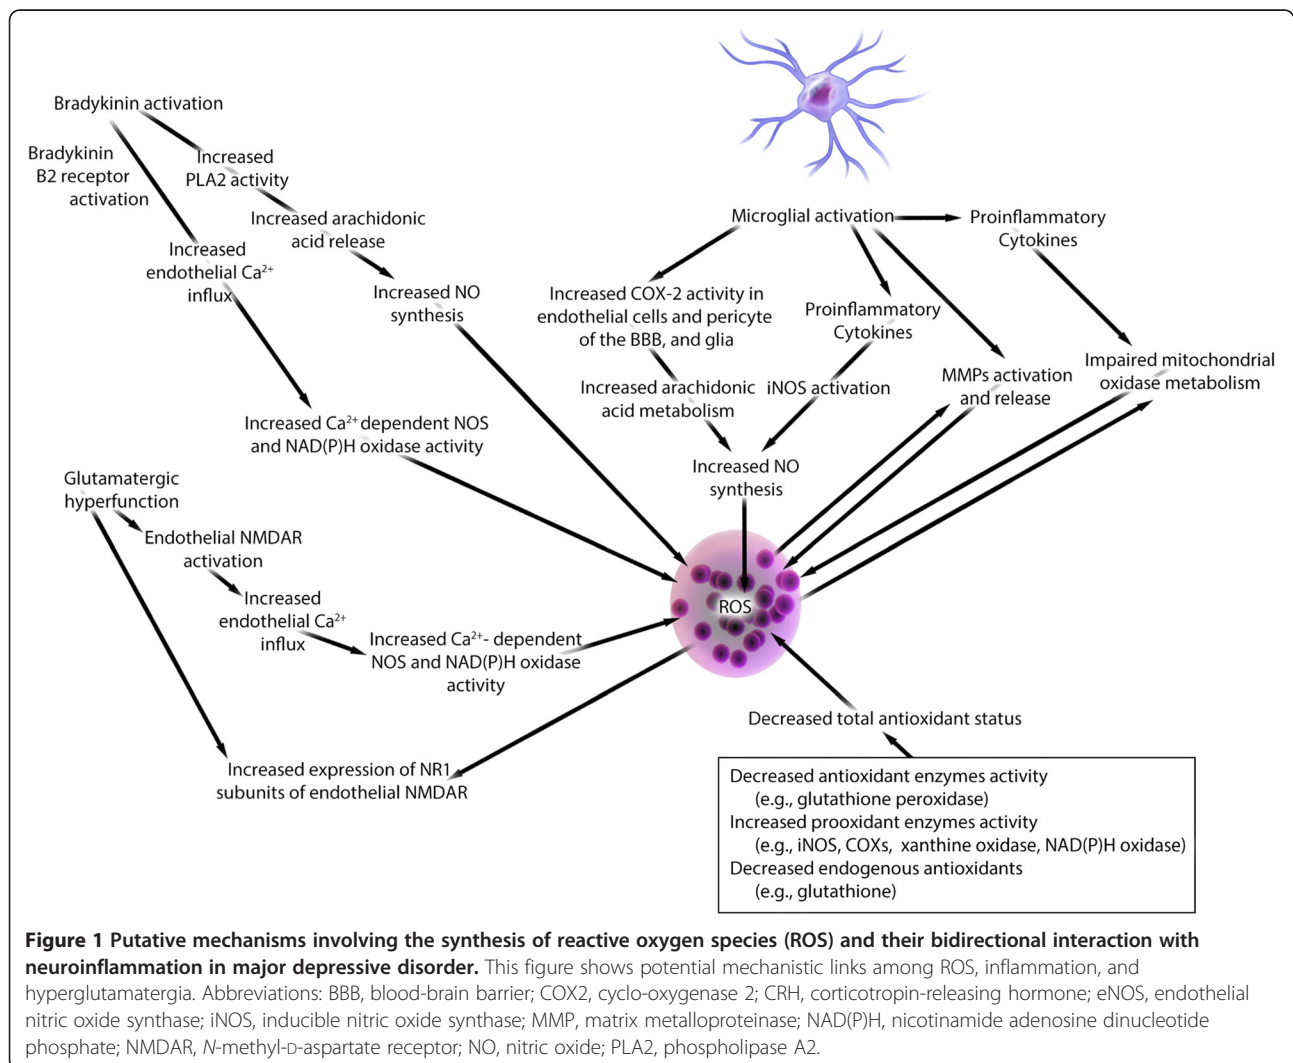 Bradykinin activation
Bradykinin
B2 receptor
activation
Increased
PLA2 activity
Increased arachidonic
acid release
Increased
endothelial Ca²⁺
influx
Increased NO
synthesis
Increased Ca²⁺ dependent NOS
and NAD(P)H oxidase activity
Glutamatergic
hyperfunction
Endothelial NMDAR
activation
Increased
endothelial Ca²⁺
influx
Increased Ca²⁺- dependent
NOS and NAD(P)H oxidase
activity
Increased expression of NR1
subunits of endothelial NMDAR
Microglial activation
Proinflammatory
Cytokines
Increased COX-2 activity in
endothelial cells and pericyte
of the BBB, and glia
Proinflammatory
Cytokines
Increased arachidonic
acid metabolism
iNOS activation
MMPs activation
and release
Impaired mitochondrial
oxidase metabolism
Increased NO
synthesis
ROS
Decreased total antioxidant status
Decreased antioxidant enzymes activity
(e.g., glutathione peroxidase)
Increased prooxidant enzymes activity
(e.g., iNOS, COXs, xanthine oxidase, NAD(P)H oxidase)
Decreased endogenous antioxidants
(e.g., glutathione)
Figure 1 Putative mechanisms involving the synthesis of reactive oxygen species (ROS) and their bidirectional interaction with
neuroinflammation in major depressive disorder. This figure shows potential mechanistic links among ROS, inflammation, and
hyperglutamatergia. Abbreviations: BBB, blood-brain barrier; COX2, cyclo-oxygenase 2; CRH, corticotropin-releasing hormone; eNOS, endothelial
nitric oxide synthase; iNOS, inducible nitric oxide synthase; MMP, matrix metalloproteinase; NAD(P)H, nicotinamide adenosine dinucleotide
phosphate; NMDAR, N-methyl-D-aspartate receptor; NO, nitric oxide; PLA2, phospholipase A2.